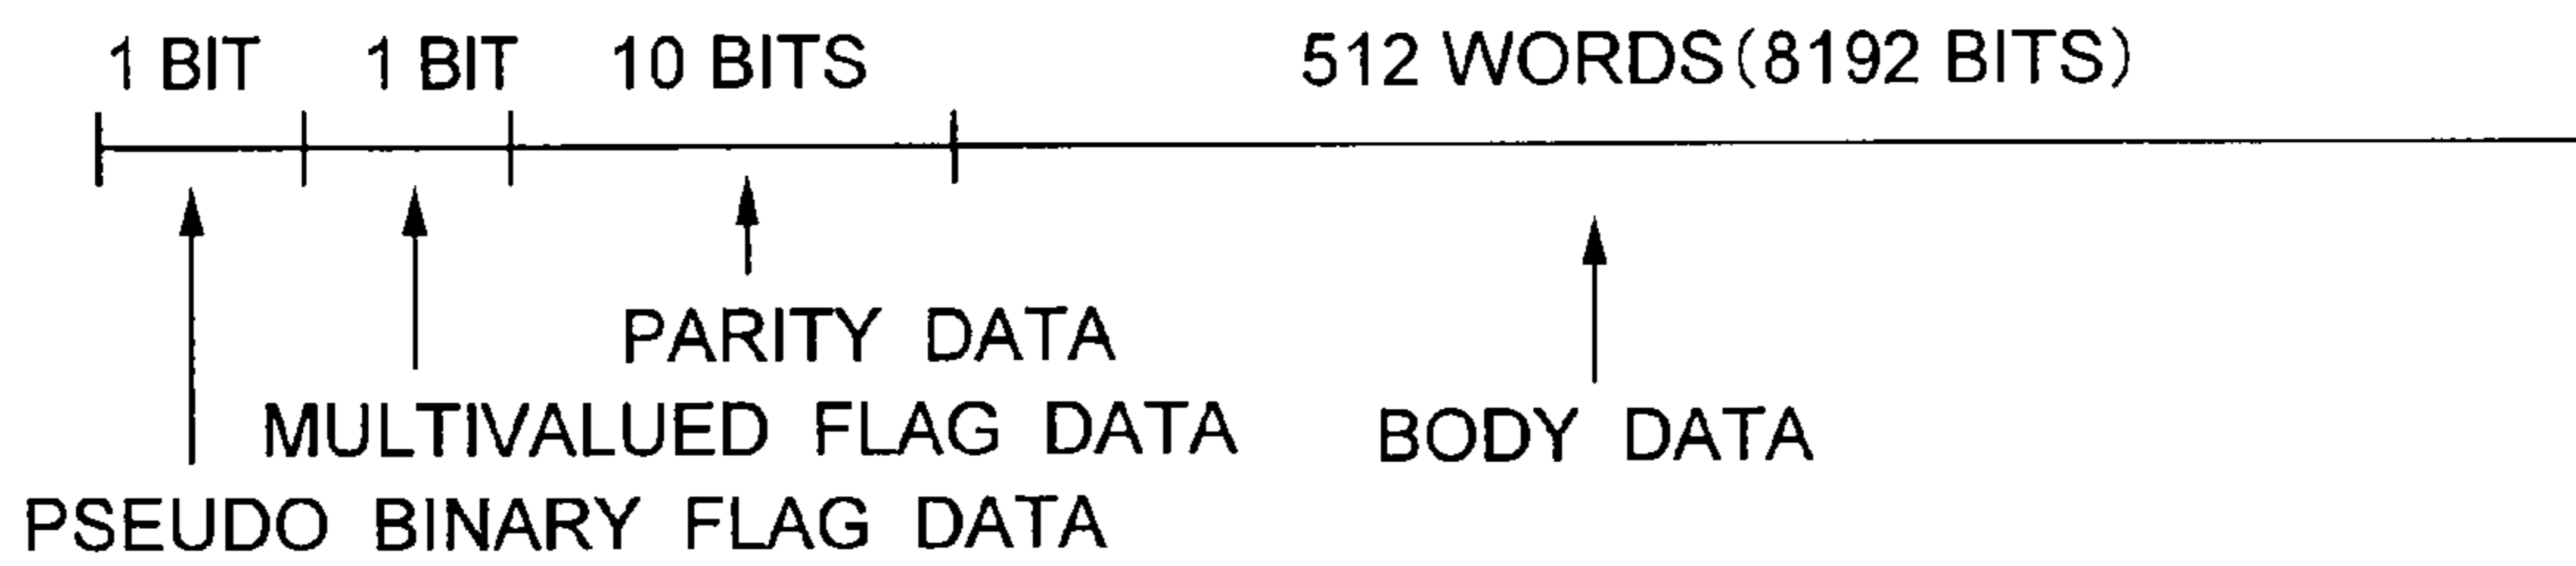 1 BIT 1 BIT 10 BITS 512 WORDS(8192 BITS)
PARITY DATA
MULTIVALUED FLAG DATA BODY DATA
PSEUDO BINARY FLAG DATA